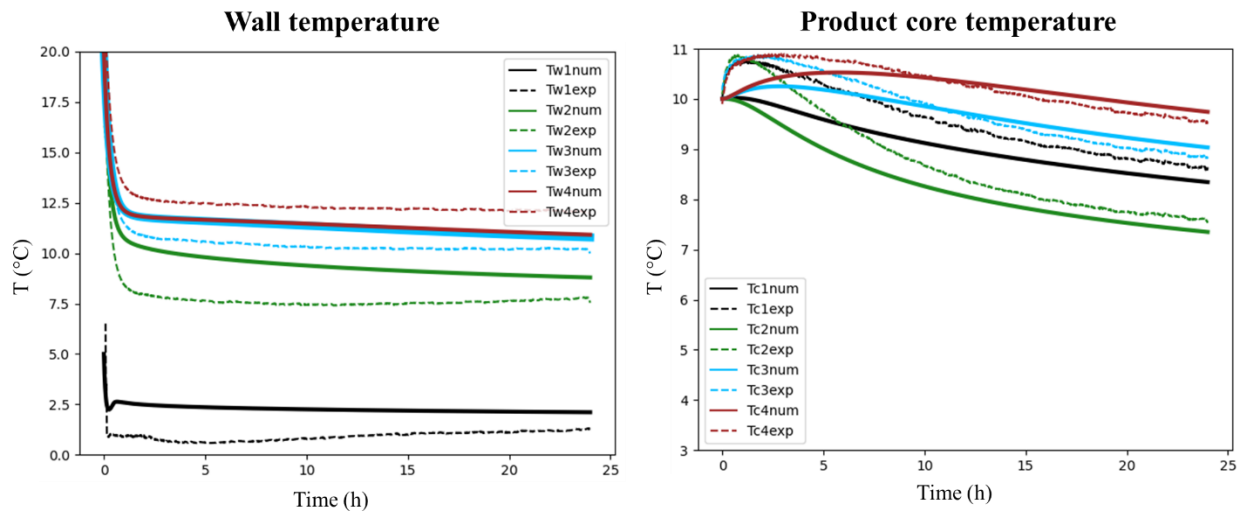 Wall temperature
20.0
17.5
15.0
12.5
10.0
7.5
5.0
2.5
0.0
T (°C)
0
5
10
15
20
25
Time (h)
Tw1num
Tw1exp
Tw2num
Tw2exp
Tw3num
Tw3exp
Tw4num
Tw4exp
Product core temperature
11
10
9
8
7
6
5
4
3
T (°C)
0
5
10
15
20
25
Time (h)
Tc1num
Tc1exp
Tc2num
Tc2exp
Tc3num
Tc3exp
Tc4num
Tc4exp